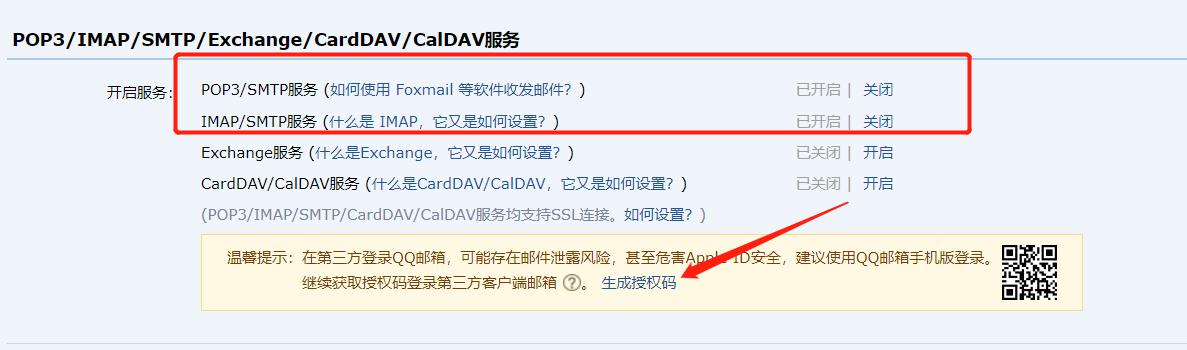 POP3/IMAP/SMTP/Exchange/CardDAV/CalDAV服务
开启服务: POP3/SMTP服务 (如何使用 Foxmail 等软件收发邮件? ) 已开启 | 关闭
IMAP/SMTP服务 (什么是 IMAP，它又是如何设置? ) 已开启 | 关闭
Exchange服务 (什么是Exchange，它又是如何设置? ) 已关闭 | 开启
CardDAV/CalDAV服务 (什么是CardDAV/CalDAV，它又是如何设置? ) 已关闭 | 开启
(POP3/IMAP/SMTP/CardDAV/CalDAV服务均支持SSL连接。如何设置? )
温馨提示: 在第三方登录QQ邮箱，可能存在邮件泄露风险，甚至危害Apple ID安全，建议使用QQ邮箱手机版登录。
继续获取授权码登录第三方客户端邮箱 ? 。 生成授权码